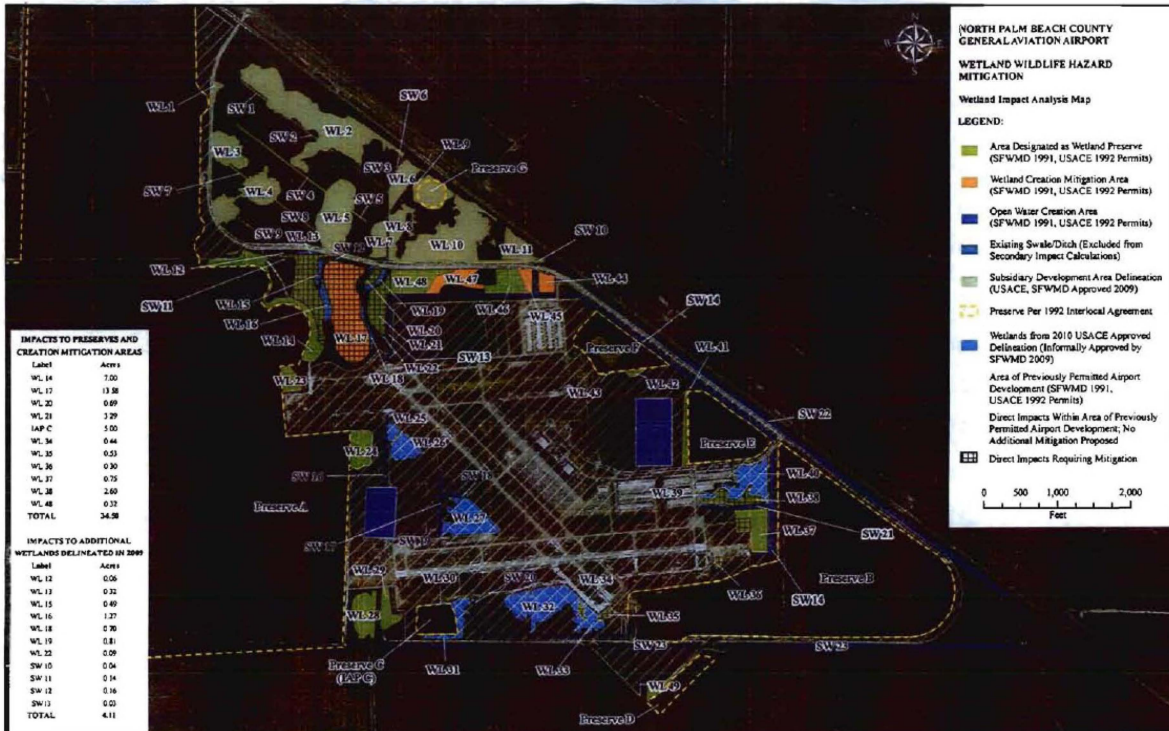 NORTH PALM BEACH COUNTY
GENERAL AVIATION AIRPORT
WETLAND WILDLIFE HAZARD
MITIGATION
Wetland Impact Analysis Map
LEGEND:
Area Designated as Wetland Preserve
(SFWMD 1991, USACE 1992 Permits)
Wetland Creation Mitigation Area
(SFWMD 1991, USACE 1992 Permits)
Open Water Creation Area
(SFWMD 1991, USACE 1992 Permits)
Existing Swale/Ditch (Excluded from
Secondary Impact Calculations)
Subsidiary Development Area Delineation
(USACE, SFWMD Approved 2009)
Preserve Per 1992 Interlocal Agreement
Wetlands from 2010 USACE Approved
Delineation (Informally Approved by
SFWMD 2009)
Area of Previously Permitted Airport
Development (SFWMD 1991,
USACE 1992 Permits)
Direct Impacts Within Area of Previously
Permitted Airport Development; No
Additional Mitigation Proposed
Direct Impacts Requiring Mitigation
0 500 1,000 2,000
Feet
N
W E
S
WL 1
SW 1
SW 6
SW 2
WL 2
WL 9
WL 3
SW 3
WL 6
Preserve G
SW 7
WL 4
SW 4
SW 5
SW 8
WL 5
WL 8
SW 9
WL 13
SW 12
WL 7
WL 10
WL 11
SW 10
WL 12
WL 48
WL 47
WL 44
SW 11
WL 15
WL 19
WL 46
SW 14
WL 16
WL 20
WL 45
WL 14
WL 17
WL 21
Preserve F
WL 41
SW 13
WL 22
WL 23
WL 18
WL 43
WL 42
SW 22
WL 25
WL 26
WL 24
Preserve E
WL 40
WL 39
WL 38
Preserve A
WL 27
WL 37
SW 21
WL 29
WL 30
SW 20
WL 34
WL 36
Preserve B
SW 14
WL 28
WL 32
WL 35
SW 23
SW 23
Preserve C
(IAPC)
WL 31
WL 33
WL 49
Preserve D
IMPACTS TO PRESERVES AND
CREATION MITIGATION AREAS
Label Acres
WL 14 7.00
WL 17 13.58
WL 20 0.69
WL 21 3.29
IAP C 5.00
WL 34 0.44
WL 35 0.53
WL 36 0.30
WL 37 0.75
WL 38 2.60
WL 48 0.32
TOTAL 34.58
IMPACTS TO ADDITIONAL
WETLANDS DELINEATED IN 2009
Label Acres
WL 12 0.06
WL 13 0.32
WL 15 0.49
WL 16 1.27
WL 18 0.70
WL 19 0.81
WL 22 0.09
SW 10 0.04
SW 11 0.14
SW 12 0.16
SW 13 0.03
TOTAL 4.11